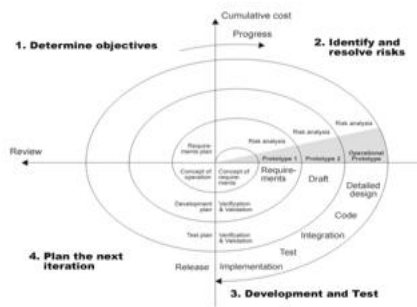 Cumulative cost
1. Determine objectives
Progress
2. Identify and
resolve risks
Risk analysis
Risk analysis
Risk analysis
Require-
ments plan
Review
Concept of
operation
Concept of
require-
ments
Prototype 1
Prototype 2
Operational
Prototype
Require-
ments
Draft
Detailed
design
Development
plan
Verification
& Validation
Code
Test plan
Verification
& Validation
Integration
Test
4. Plan the next
iteration
Release
Implementation
3. Development and Test